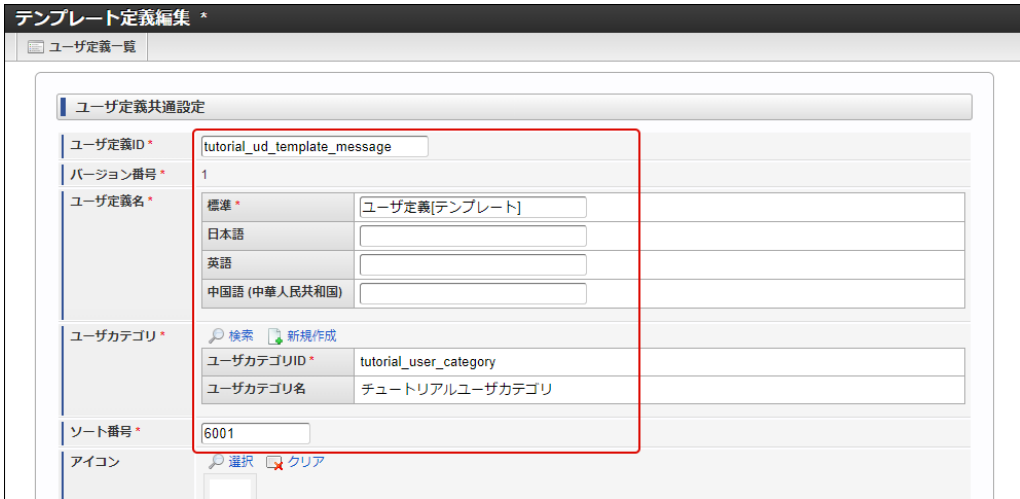 テンプレート定義編集 *
ユーザ定義一覧
ユーザ定義共通設定
ユーザ定義ID *
tutorial_ud_template_message
バージョン番号 *
1
ユーザ定義名 *
標準 *
ユーザ定義[テンプレート]
日本語
英語
中国語 (中華人民共和国)
ユーザカテゴリ *
検索 新規作成
ユーザカテゴリID *
tutorial_user_category
ユーザカテゴリ名
チュートリアルユーザカテゴリ
ソート番号 *
6001
アイコン
選択 クリア